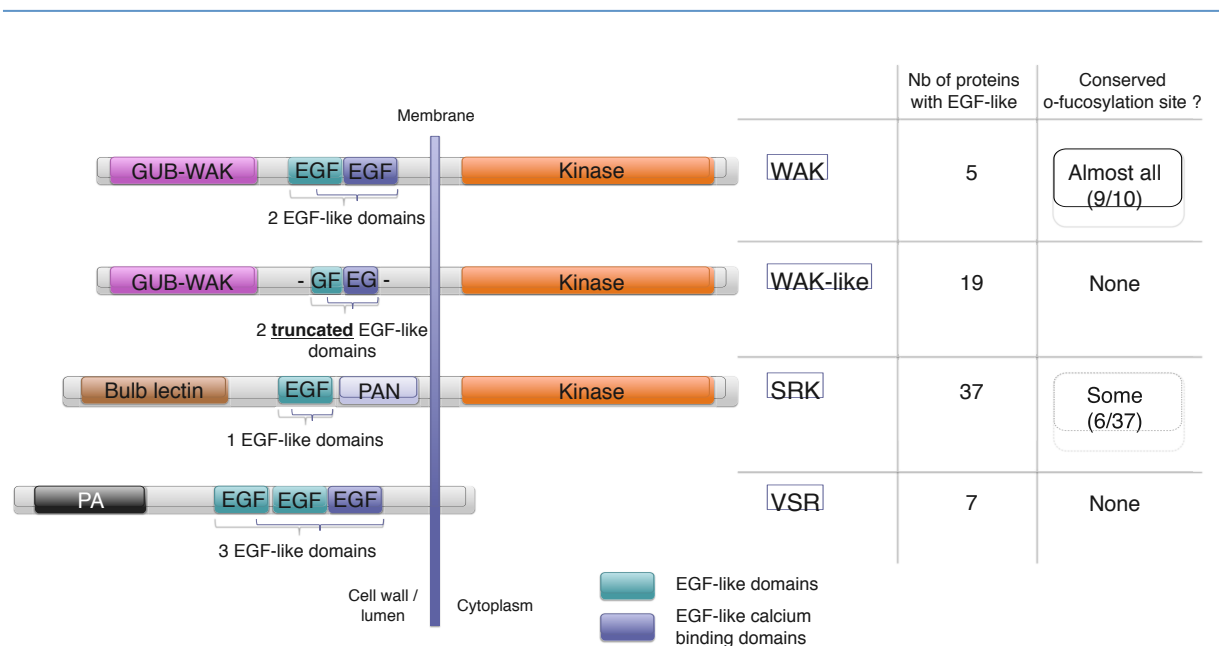 Nb of proteins
with EGF-like
Conserved
o-fucosylation site ?
Membrane
GUB-WAK
EGF
EGF
Kinase
2 EGF-like domains
WAK
5
Almost all
(9/10)
GUB-WAK
- GF EG -
Kinase
2 truncated EGF-like
domains
WAK-like
19
None
Bulb lectin
EGF
PAN
Kinase
1 EGF-like domains
SRK
37
Some
(6/37)
PA
EGF
EGF
EGF
3 EGF-like domains
VSR
7
None
Cell wall /
lumen
Cytoplasm
EGF-like domains
EGF-like calcium
binding domains